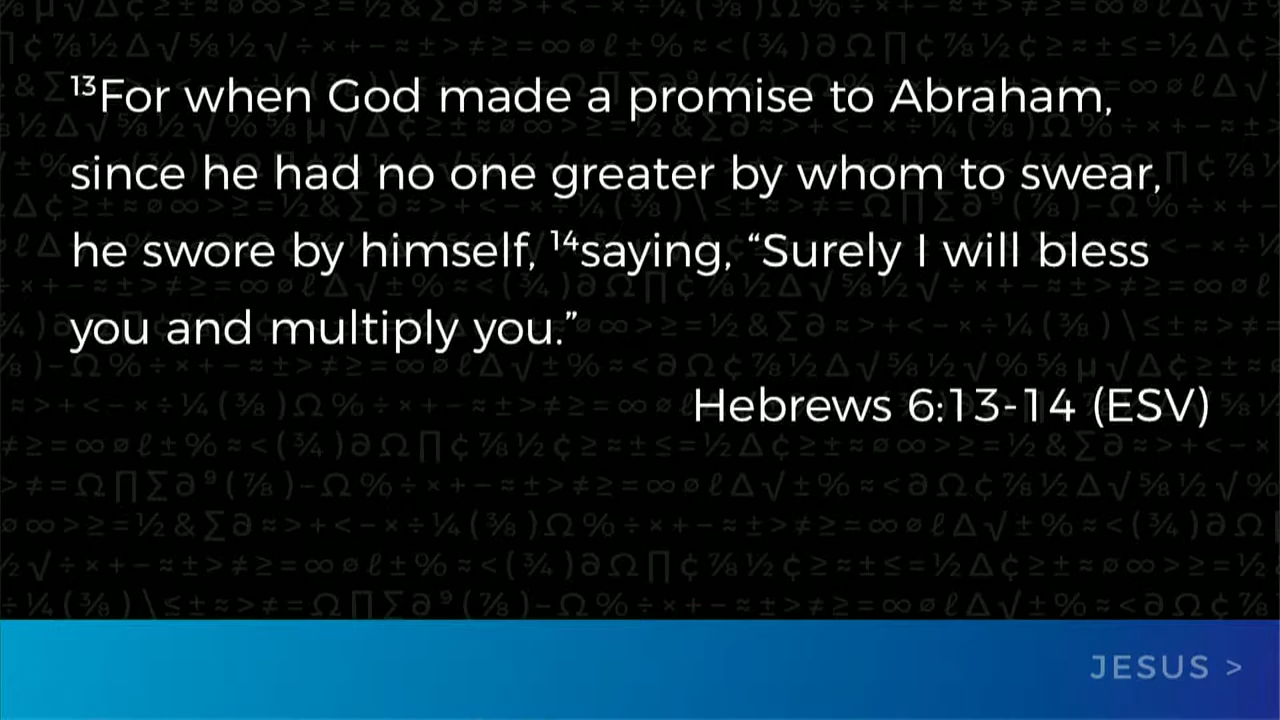 ¹³For when God made a promise to Abraham,
since he had no one greater by whom to swear,
he swore by himself, ¹⁴saying, “Surely I will bless
you and multiply you.”
Hebrews 6:13-14 (ESV)
JESUS >